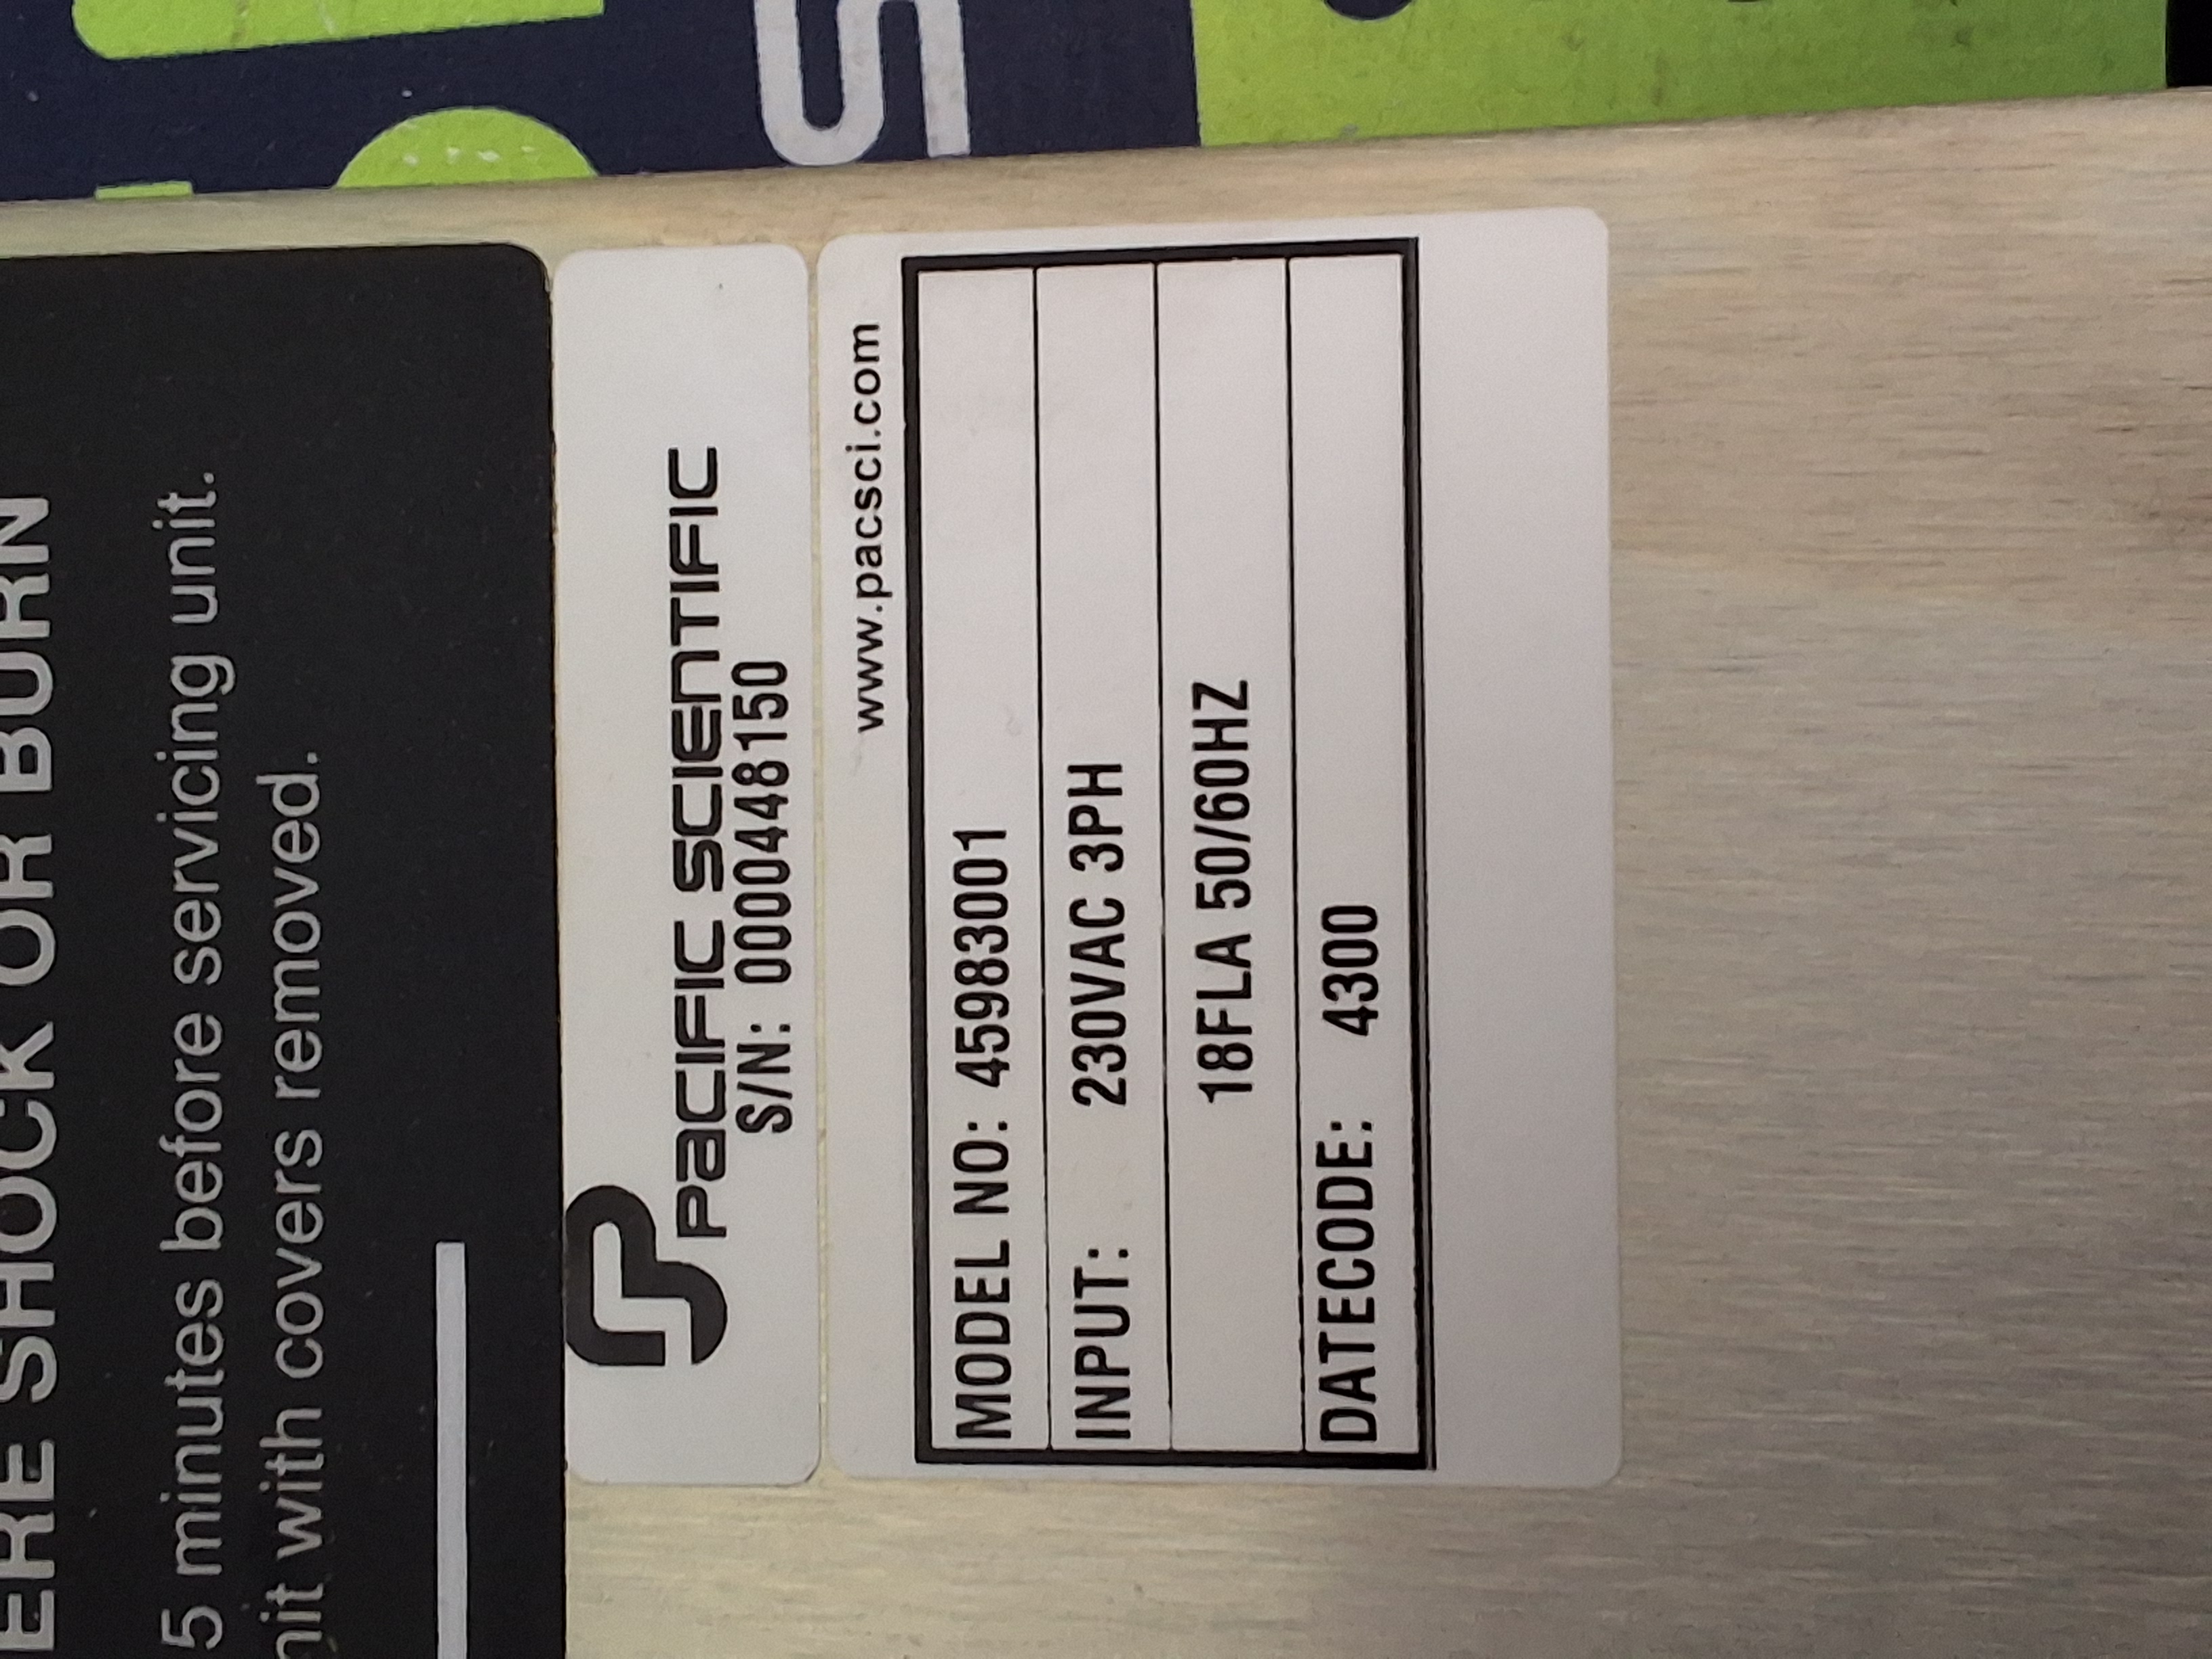 ERE SHOCK OR BURN
5 minutes before servicing unit.
nit with covers removed.
PACIFIC SCIENTIFIC
S/N: 0000448150
www.pacsci.com
MODEL NO: 45983001
INPUT: 230VAC 3PH
18FLA 50/60HZ
DATECODE: 4300